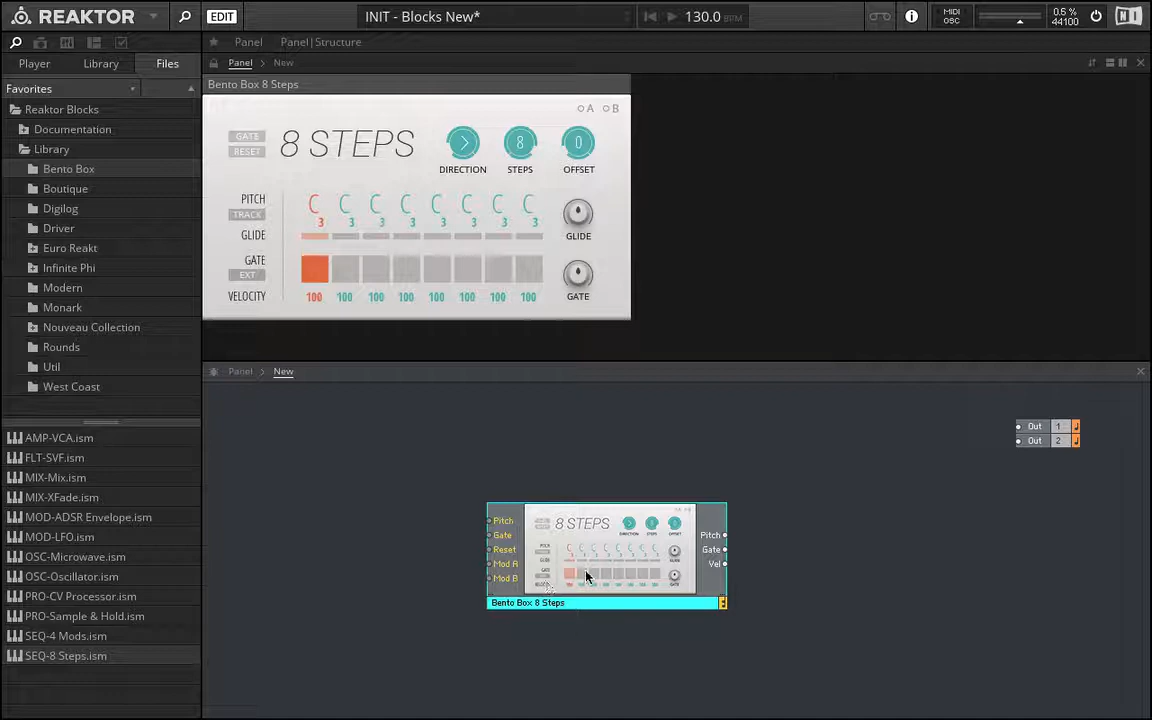 REAKTOR EDIT INIT - Blocks New* 130.0 BPM MIDI OSC 0.5 % 44100
Panel Panel|Structure
Player Library Files Panel New
Favorites
Reaktor Blocks
Documentation
Library
Bento Box
Boutique
Digilog
Driver
Euro Reakt
Infinite Phi
Modern
Monark
Nouveau Collection
Rounds
Util
West Coast
AMP-VCA.ism
FLT-SVF.ism
MIX-Mix.ism
MIX-XFade.ism
MOD-ADSR Envelope.ism
MOD-LFO.ism
OSC-Microwave.ism
OSC-Oscillator.ism
PRO-CV Processor.ism
PRO-Sample & Hold.ism
SEQ-4 Mods.ism
SEQ-8 Steps.ism
Bento Box 8 Steps
A B
GATE
RESET
8 STEPS
8 0
DIRECTION STEPS OFFSET
PITCH C C C C C C C C
TRACK 3 3 3 3 3 3 3 3
GLIDE GLIDE
GATE
EXT
VELOCITY 100 100 100 100 100 100 100 100 GATE
Panel New
Out 1
Out 2
Pitch
Gate
Reset
Mod A
Mod B
8 STEPS
Pitch
Gate
Vel
Bento Box 8 Steps